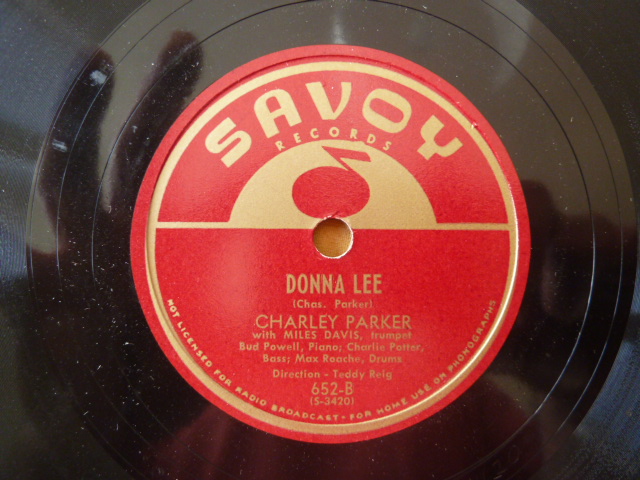 SAVOY
RECORDS
DONNA LEE
(Chas. Parker)
CHARLEY PARKER
with MILES DAVIS, trumpet
Bud Powell, Piano; Charlie Potter,
Bass; Max Roache, Drums
Direction - Teddy Reig
652-B
(S-3420)
NOT LICENSED FOR RADIO BROADCAST • FOR HOME USE ON PHONOGRAPHS